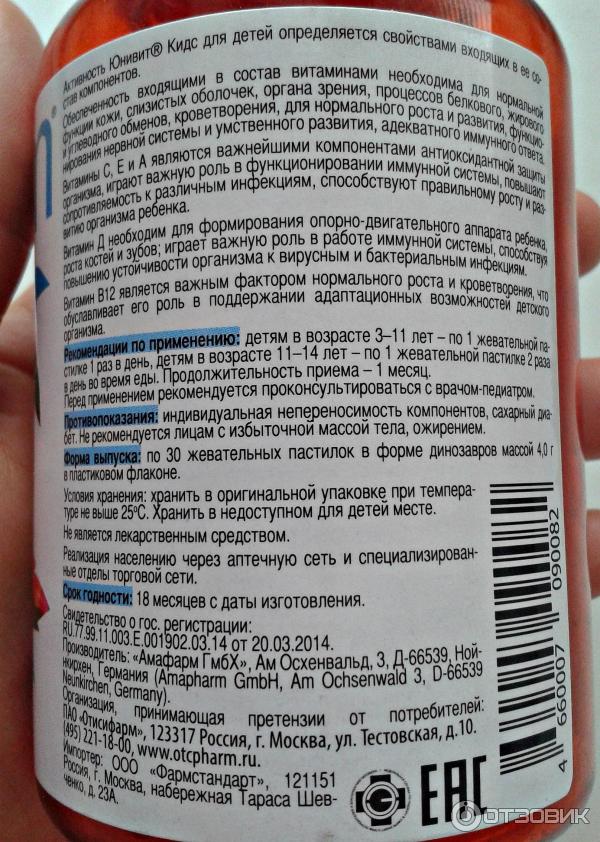 Активность Юнивит® Кидс для детей определяется свойствами входящих в ее со-
став компонентов.
Обеспеченность входящими в состав витаминами необходима для нормальной
функции кожи, слизистых оболочек, органа зрения, процессов белкового, жирового
и углеводного обменов, кроветворения, для нормального роста и развития, функцио-
нирования нервной системы и умственного развития, адекватного иммунного ответа.
Витамины С, Е и А являются важнейшими компонентами антиоксидантной защиты
организма, играют важную роль в функционировании иммунной системы, повышают
сопротивляемость к различным инфекциям, способствуют правильному росту и раз-
витию организма ребенка.
Витамин Д необходим для формирования опорно-двигательного аппарата ребенка,
роста костей и зубов; играет важную роль в работе иммунной системы, способствуя
повышению устойчивости организма к вирусным и бактериальным инфекциям.
Витамин В12 является важным фактором нормального роста и кроветворения, что
обуславливает его роль в поддержании адаптационных возможностей детского
организма.
Рекомендации по применению: детям в возрасте 3–11 лет – по 1 жевательной па-
стилке 1 раз в день, детям в возрасте 11–14 лет – по 1 жевательной пастилке 2 раза
в день во время еды. Продолжительность приема – 1 месяц.
Перед применением рекомендуется проконсультироваться с врачом-педиатром.
Противопоказания: индивидуальная непереносимость компонентов, сахарный диа-
бет. Не рекомендуется лицам с избыточной массой тела, ожирением.
Форма выпуска: по 30 жевательных пастилок в форме динозавров массой 4,0 г
в пластиковом флаконе.
Условия хранения: хранить в оригинальной упаковке при темпера-
туре не выше 25°С. Хранить в недоступном для детей месте.
Не является лекарственным средством.
Реализация населению через аптечную сеть и специализирован-
ные отделы торговой сети.
Срок годности: 18 месяцев с даты изготовления.
Свидетельство о гос. регистрации:
RU.77.99.11.003.Е.001902.03.14 от 20.03.2014.
Производитель: «Амафарм ГмбХ», Ам Осхенвальд, 3, Д-66539, Ной-
нкирхен, Германия (Amapharm GmbH, Am Ochsenwald 3, D-66539
Neunkirchen, Germany).
Организация, принимающая претензии от потребителей:
ПАО «Отисифарм», 123317 Россия, г. Москва, ул. Тестовская, д.10.
(495) 221-18-00, www.otcpharm.ru.
Импортер: ООО «Фармстандарт», 121151
Россия, г. Москва, набережная Тараса Шев-
ченко, д. 23А.
4 660007 090082
EAC
ОТЗОВИК